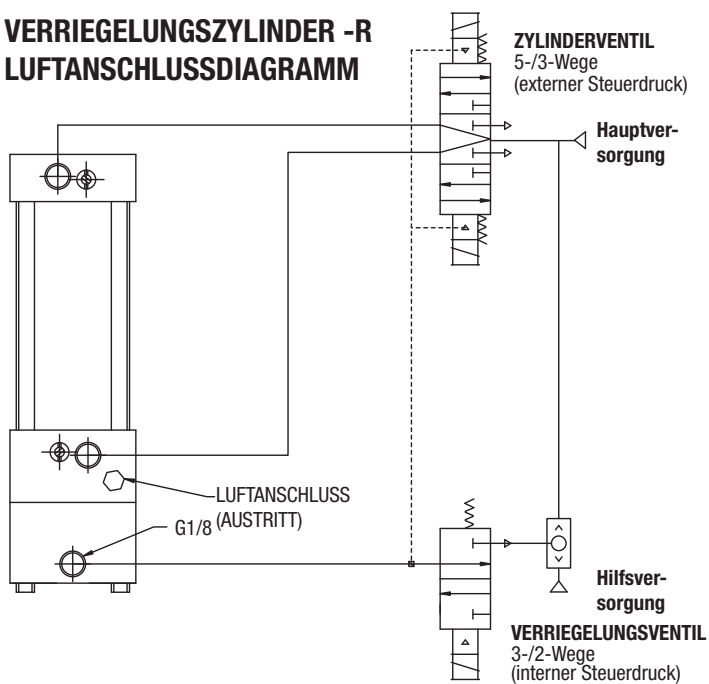 VERRIEGELUNGSZYLINDER -R
LUFTANSCHLUSSDIAGRAMM
ZYLINDERVENTIL
5-/3-Wege
(externer Steuerdruck)
Hauptver-
sorgung
LUFTANSCHLUSS
(AUSTRITT)
G1/8
Hilfsver-
sorgung
VERRIEGELUNGSVENTIL
3-/2-Wege
(interner Steuerdruck)